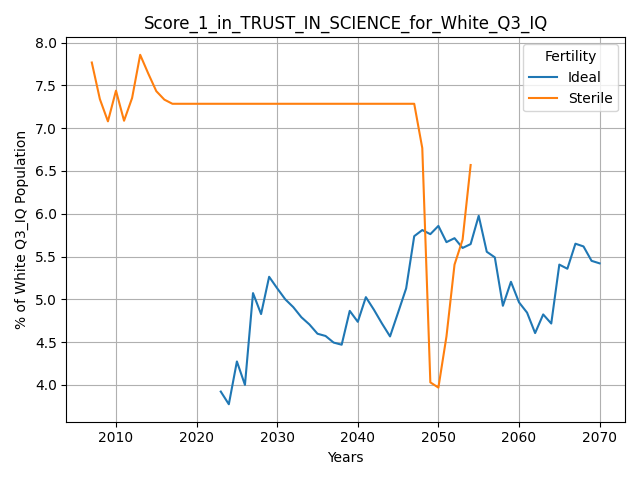 Score_1_in_TRUST_IN_SCIENCE_for_White_Q3_IQ
% of White Q3_IQ Population
8.0
7.5
7.0
6.5
6.0
5.5
5.0
4.5
4.0
Fertility
Ideal
Sterile
2010 2020 2030 2040 2050 2060 2070
Years